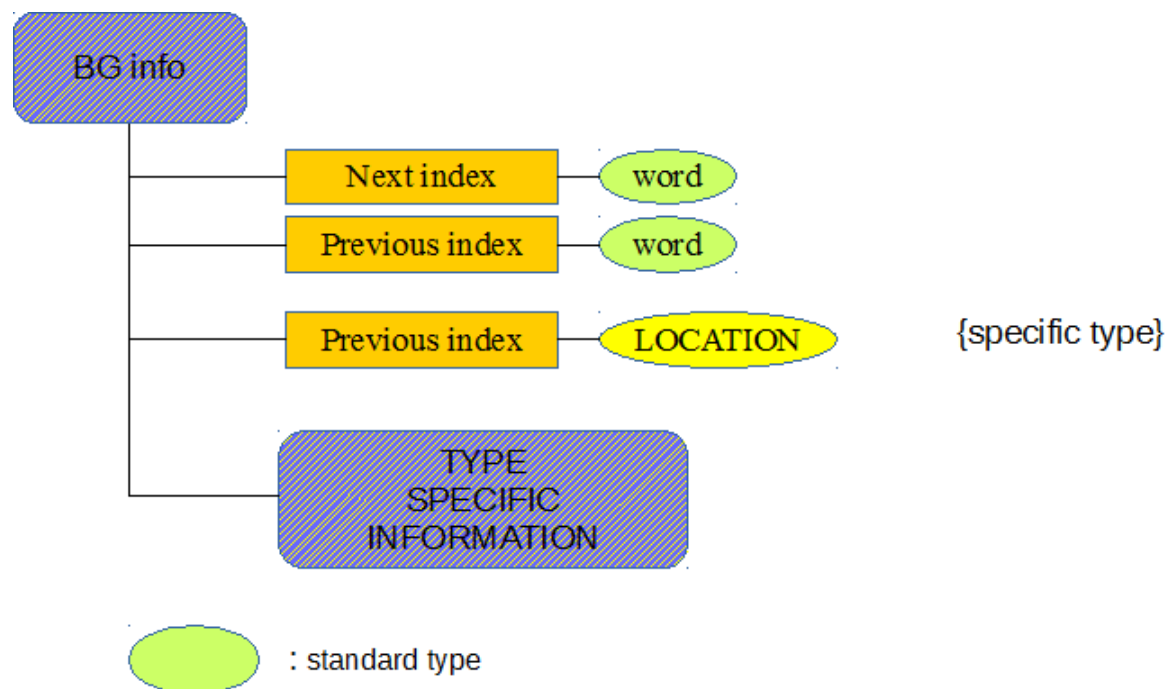 BG info
Next index word
Previous index word
Previous index LOCATION {specific type}
TYPE
SPECIFIC
INFORMATION
: standard type